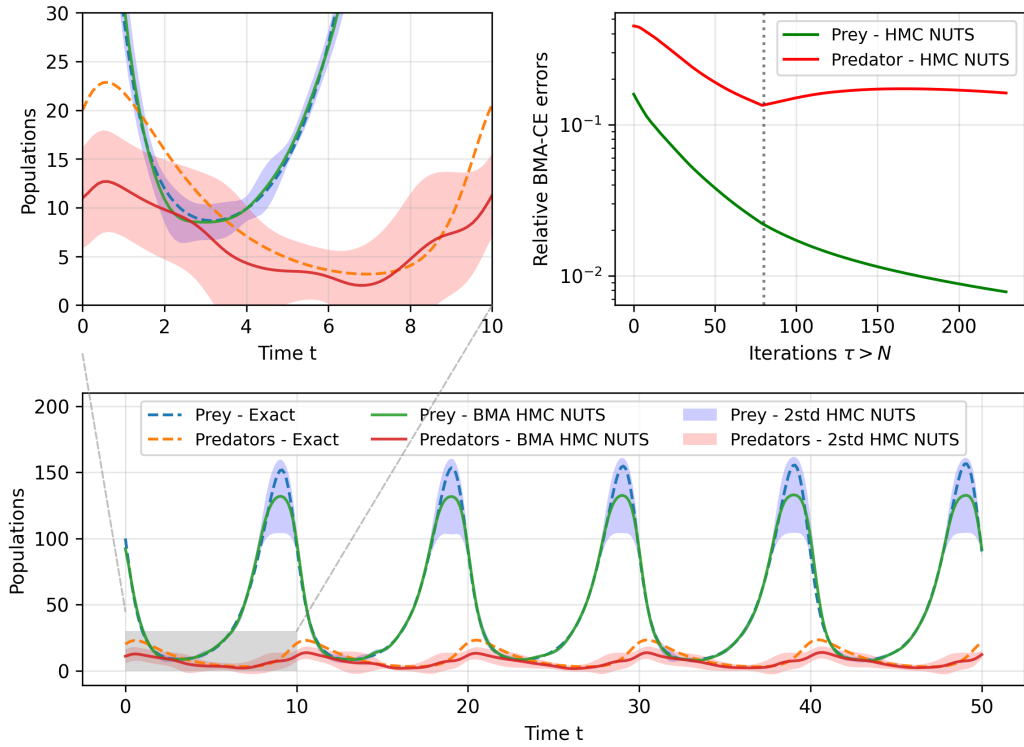 30
25
20
15
10
5
0
Populations
0 2 4 6 8 10
Time t
Prey - HMC NUTS
Predator - HMC NUTS
10⁻¹
10⁻²
Relative BMA-CE errors
0 50 100 150 200
Iterations τ > N
Prey - Exact
Predators - Exact
Prey - BMA HMC NUTS
Predators - BMA HMC NUTS
Prey - 2std HMC NUTS
Predators - 2std HMC NUTS
200
150
100
50
0
Populations
0 10 20 30 40 50
Time t